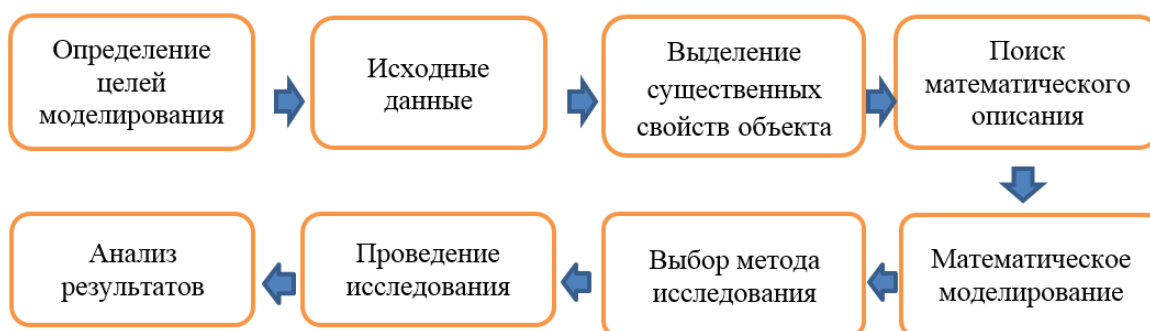 Определение
целей
моделирования
Исходные
данные
Выделение
существенных
свойств объекта
Поиск
математического
описания
Математическое
моделирование
Выбор метода
исследования
Проведение
исследования
Анализ
результатов